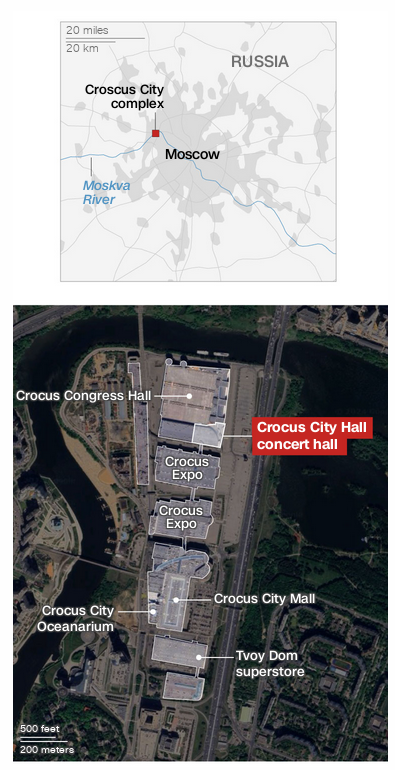 20 miles
20 km
RUSSIA
Croscus City
complex
Moscow
Moskva
River
Crocus Congress Hall
Crocus City Hall
concert hall
Crocus
Expo
Crocus
Expo
Crocus City Mall
Crocus City
Oceanarium
Tvoy Dom
superstore
500 feet
200 meters